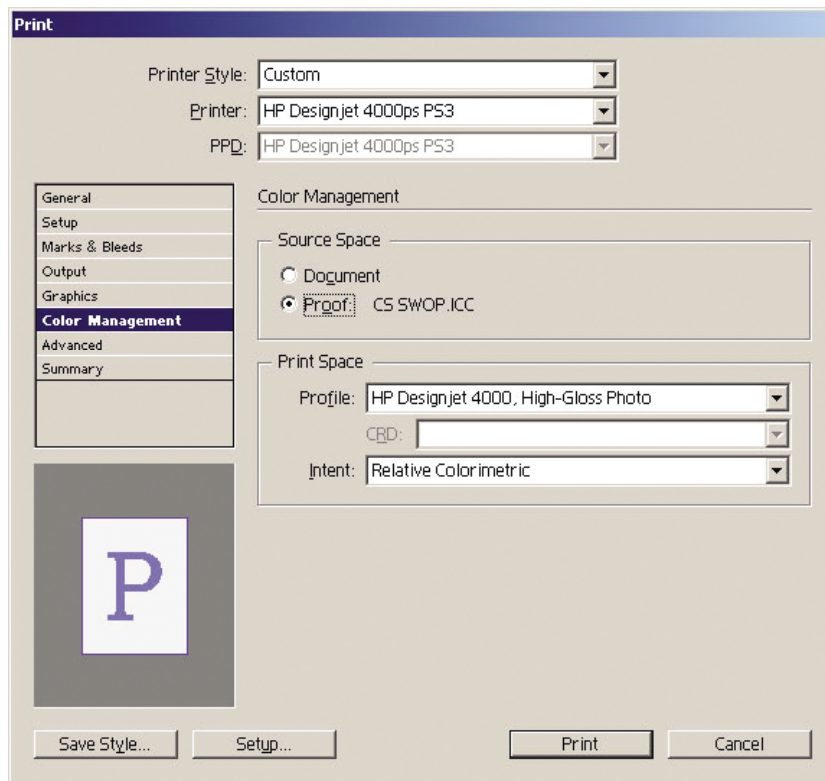 Print
Printer Style: Custom
Printer: HP Designjet 4000ps PS3
PPD: HP Designjet 4000ps PS3
General
Setup
Marks & Bleeds
Output
Graphics
Color Management
Advanced
Summary
Color Management
Source Space
Document
Proof: CS SWOP.ICC
Print Space
Profile: HP Designjet 4000, High-Gloss Photo
CRD:
Intent: Relative Colorimetric
P
Save Style... Setup... Print Cancel